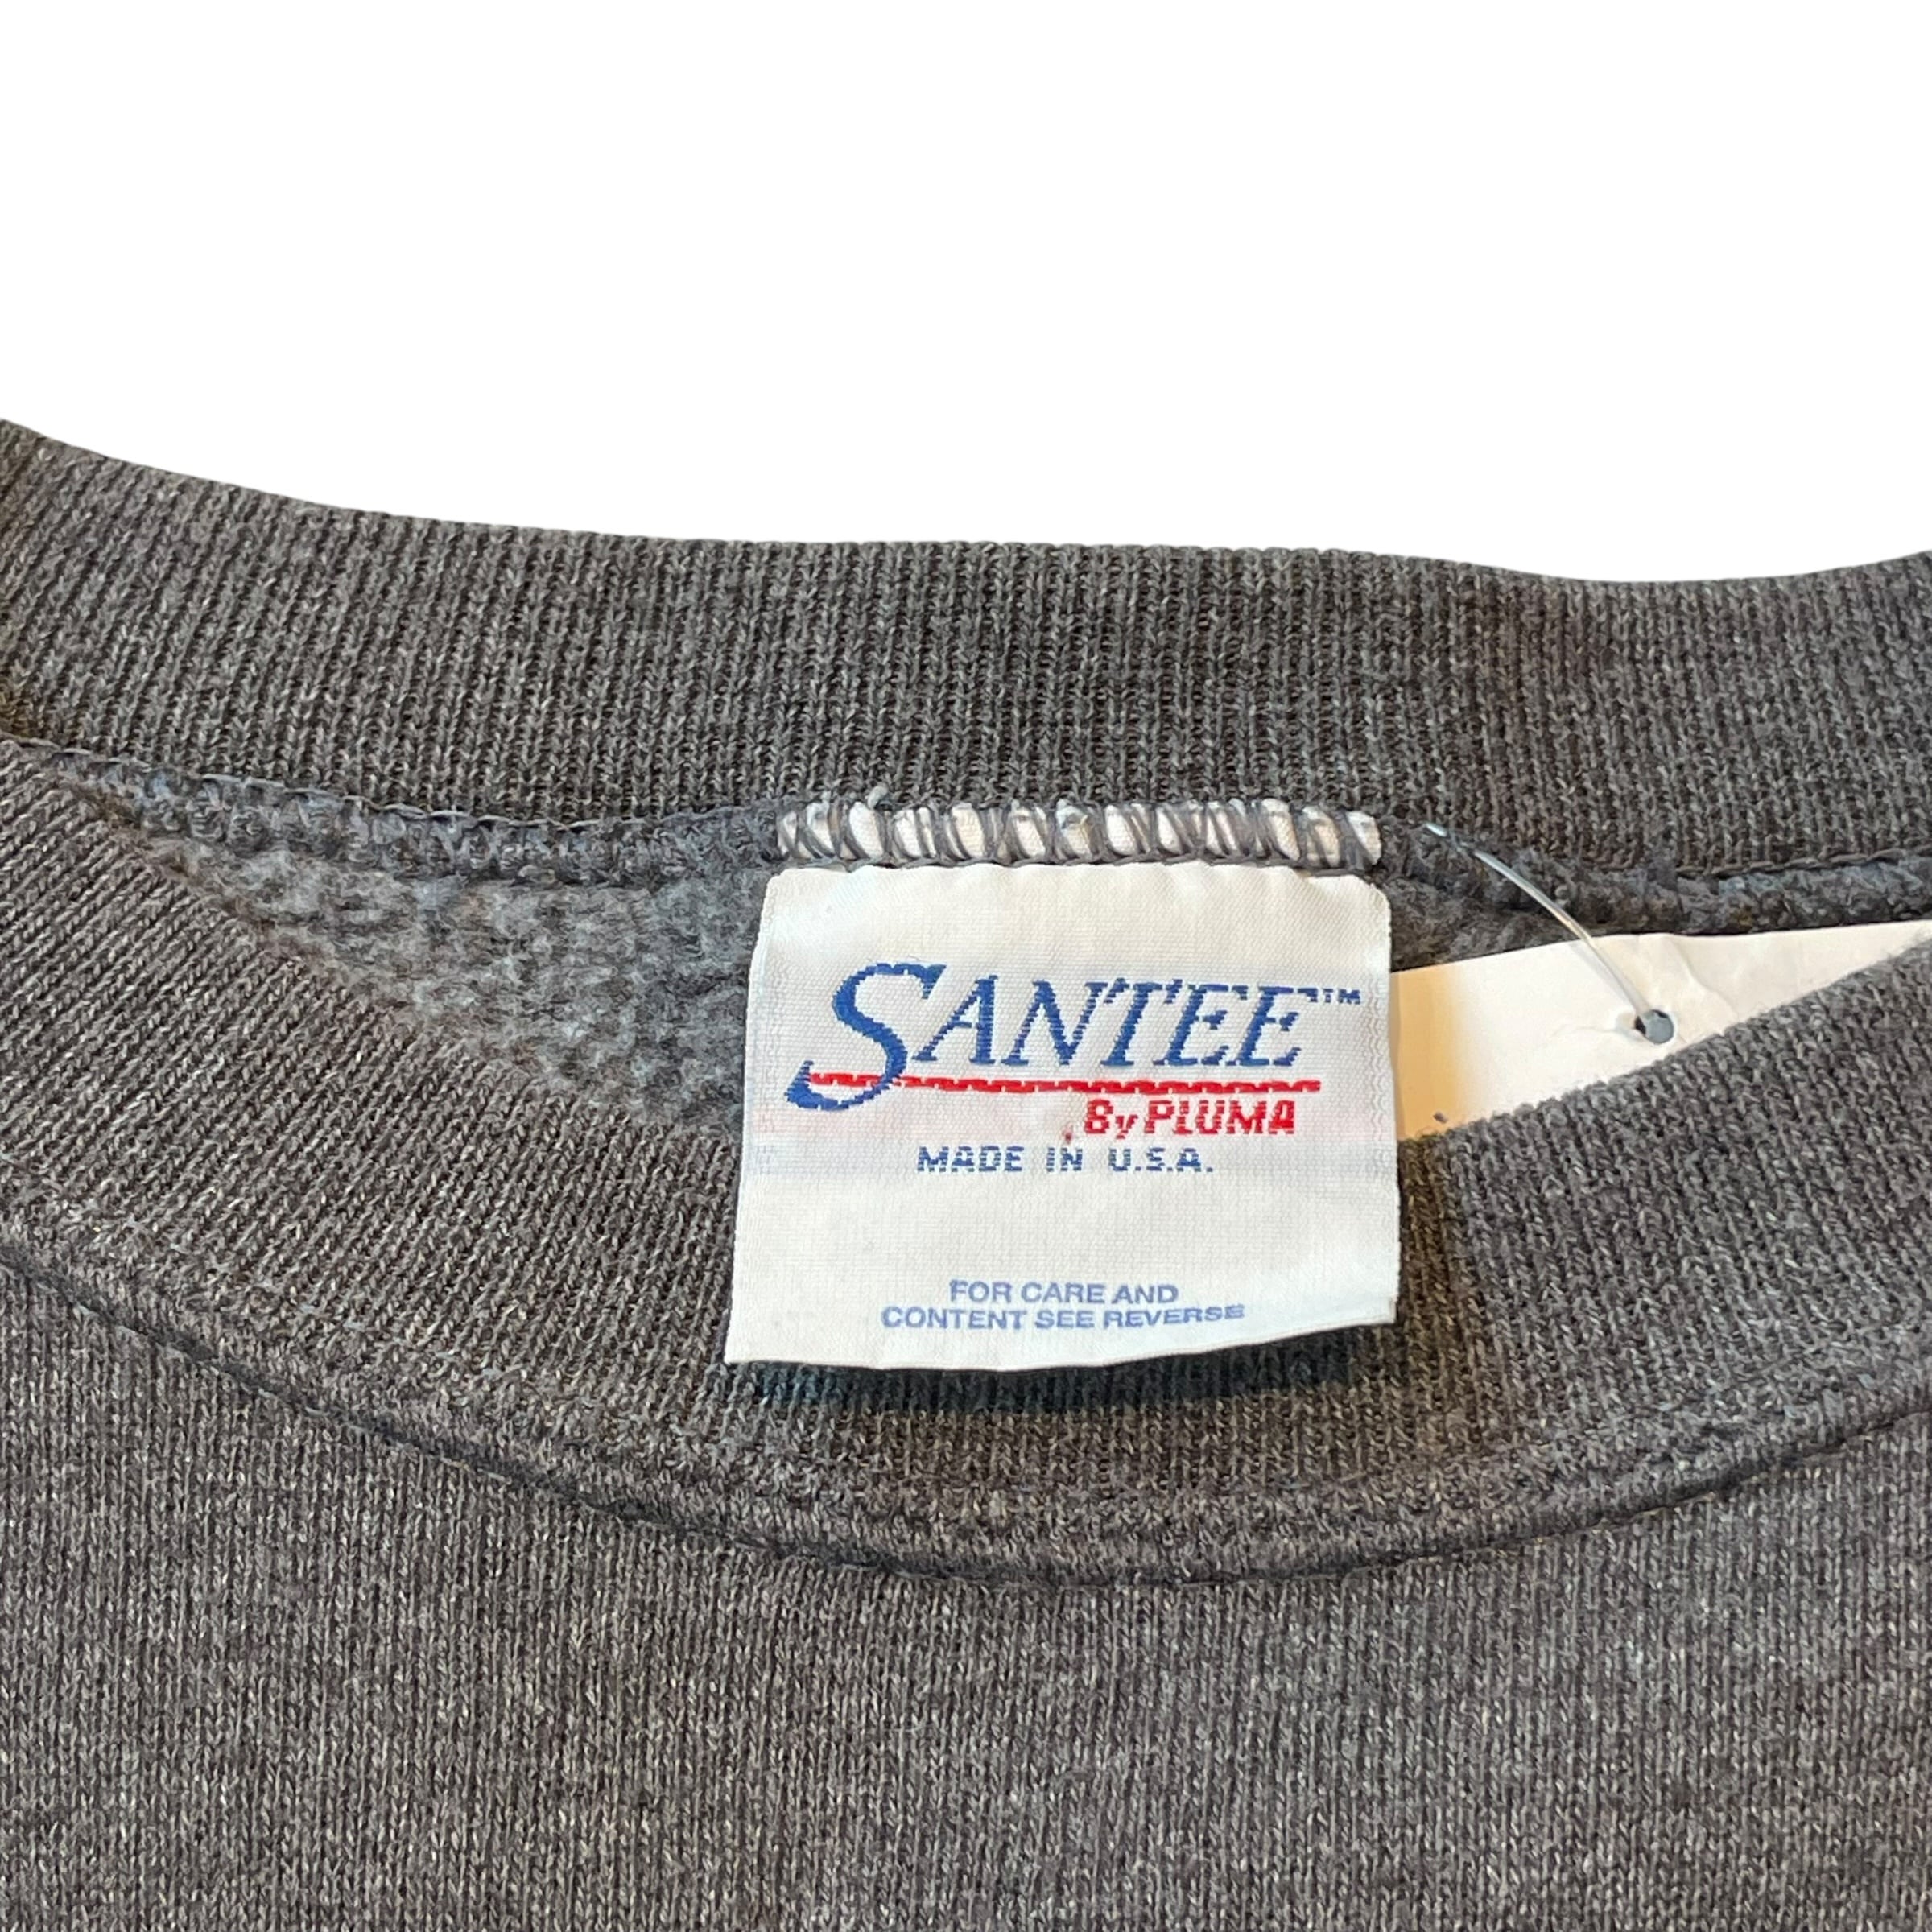 SANTEE™
By PLUMA
MADE IN U.S.A.
FOR CARE AND
CONTENT SEE REVERSE